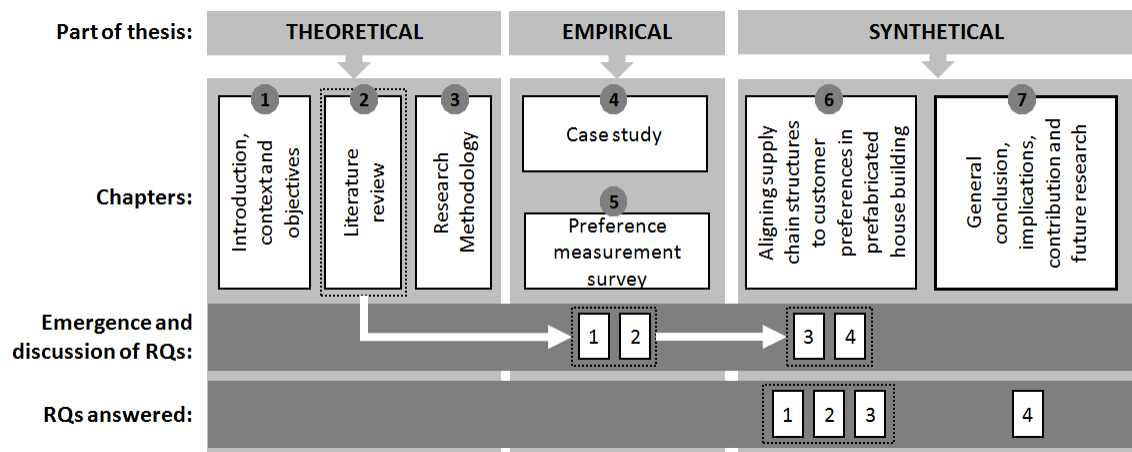 Part of thesis:
THEORETICAL
EMPIRICAL
SYNTHETICAL
Chapters:
1
Introduction,
context and
objectives
2
Literature
review
3
Research
Methodology
4
Case study
5
Preference
measurement
survey
6
Aligning supply
chain structures
to customer
preferences in
prefabricated
house building
7
General
conclusion,
implications,
contribution and
future research
Emergence and
discussion of RQs:
1
2
3
4
RQs answered:
1
2
3
4